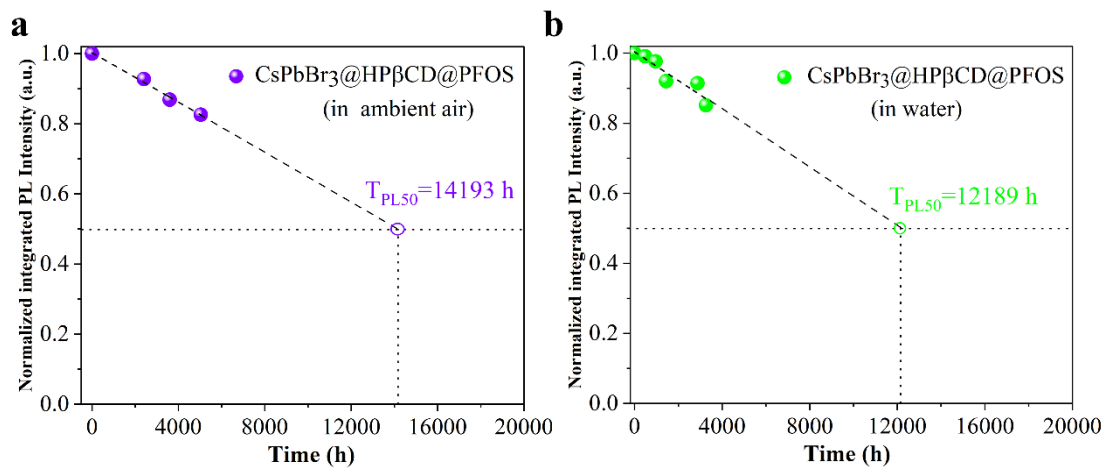 a
Normalized integrated PL Intensity (a.u.)
1.0
0.8
0.6
0.4
0.2
0.0
CsPbBr3@HPβCD@PFOS
(in ambient air)
TPL50=14193 h
0 4000 8000 12000 16000 20000
Time (h)
b
Normalized integrated PL Intensity (a.u.)
1.0
0.8
0.6
0.4
0.2
0.0
CsPbBr3@HPβCD@PFOS
(in water)
TPL50=12189 h
0 4000 8000 12000 16000 20000
Time (h)